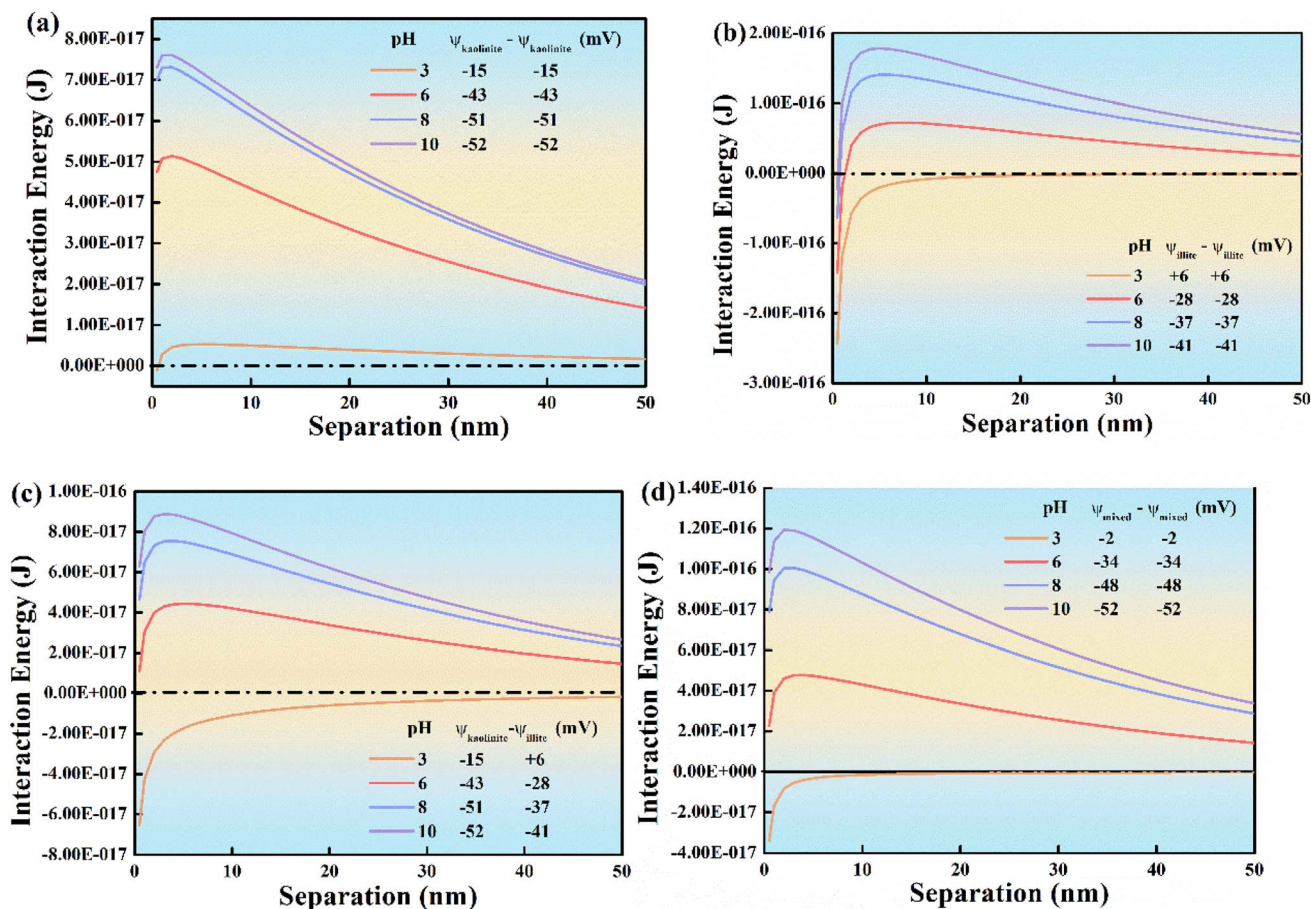 (a)
pH ψkaolinite - ψkaolinite (mV)
3 -15 -15
6 -43 -43
8 -51 -51
10 -52 -52
8.00E-017
7.00E-017
6.00E-017
5.00E-017
4.00E-017
3.00E-017
2.00E-017
1.00E-017
0.00E+000
Interaction Energy (J)
0 10 20 30 40 50
Separation (nm)
(b)
2.00E-016
1.00E-016
0.00E+000
-1.00E-016
-2.00E-016
-3.00E-016
Interaction Energy (J)
pH ψillite - ψillite (mV)
3 +6 +6
6 -28 -28
8 -37 -37
10 -41 -41
0 10 20 30 40 50
Separation (nm)
(c)
1.00E-016
8.00E-017
6.00E-017
4.00E-017
2.00E-017
0.00E+000
-2.00E-017
-4.00E-017
-6.00E-017
-8.00E-017
Interaction Energy (J)
pH ψkaolinite-ψillite (mV)
3 -15 +6
6 -43 -28
8 -51 -37
10 -52 -41
0 10 20 30 40 50
Separation (nm)
(d)
1.40E-016
1.20E-016
1.00E-016
8.00E-017
6.00E-017
4.00E-017
2.00E-017
0.00E+000
-2.00E-017
-4.00E-017
Interaction Energy (J)
pH ψmixed - ψmixed (mV)
3 -2 -2
6 -34 -34
8 -48 -48
10 -52 -52
0 10 20 30 40 50
Separation (nm)